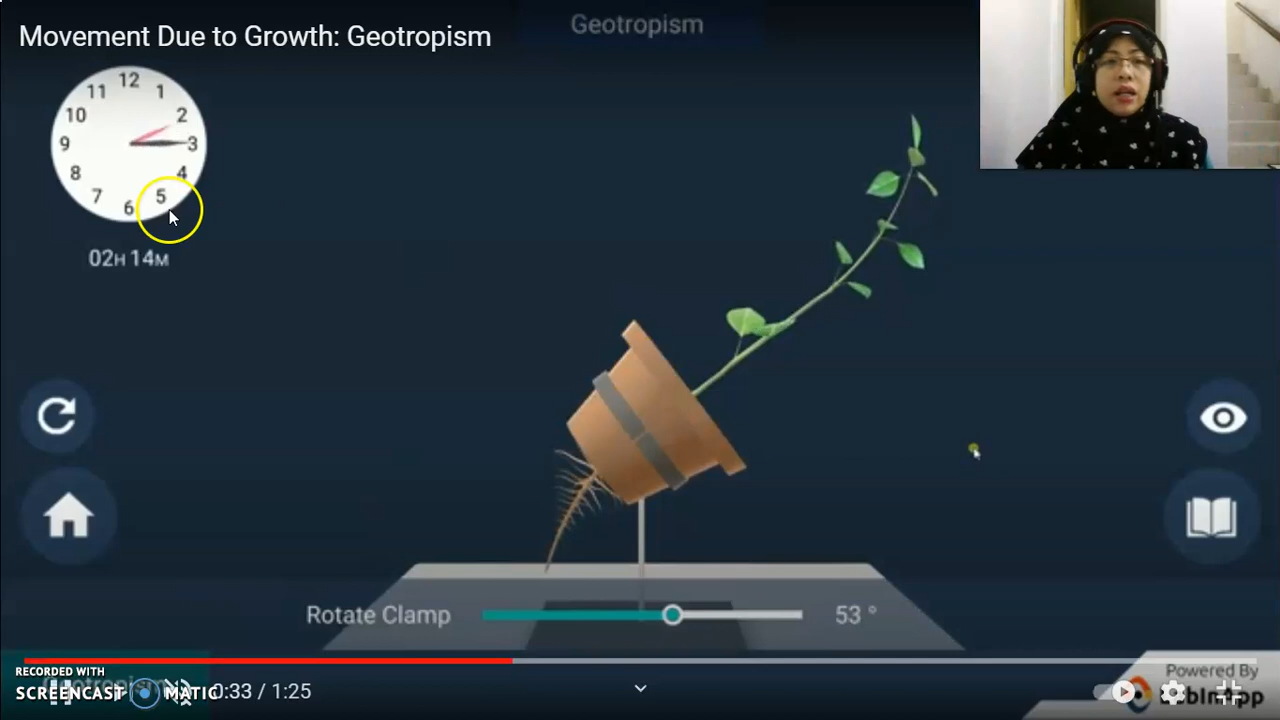 Movement Due to Growth: Geotropism
Geotropism
12
11 1
10 2
9 3
8 4
7 5
6
02H 14M
Rotate Clamp 53 °
RECORDED WITH
SCREENCAST MATIC
Geotropism
0:33 / 1:25
Powered By